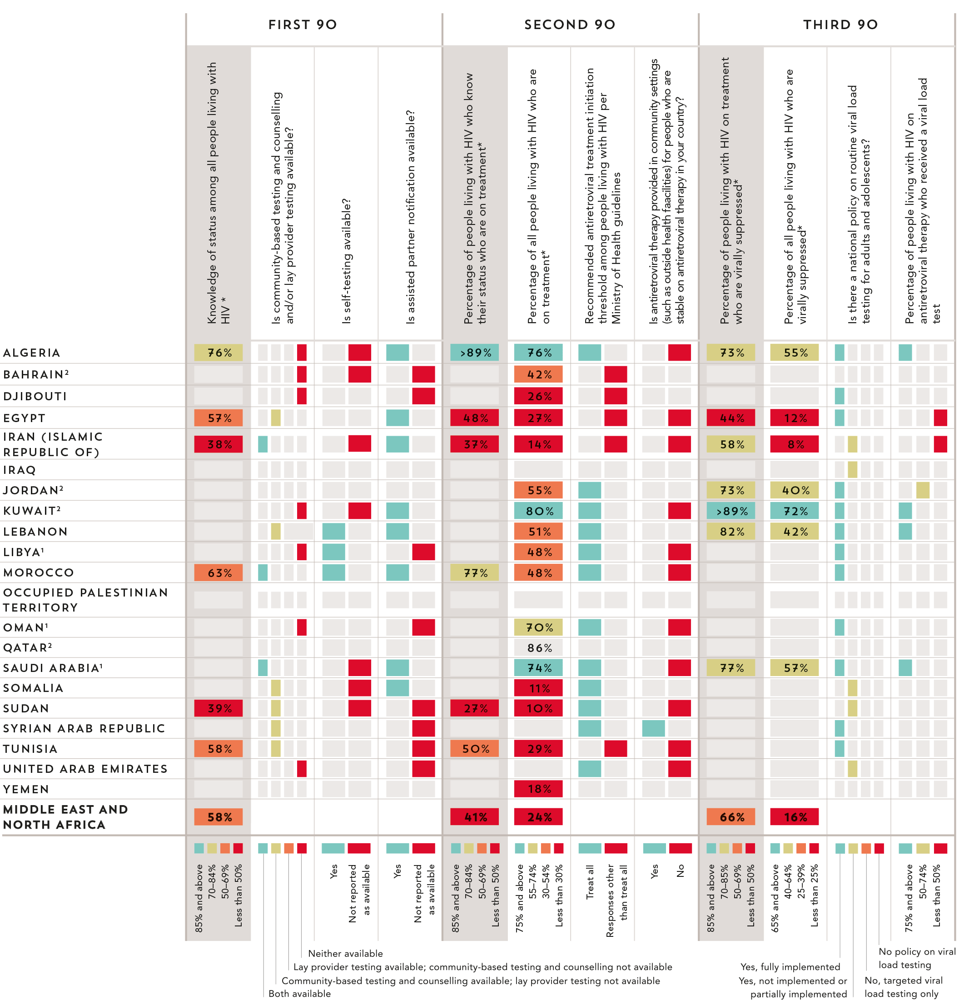 FIRST 90
SECOND 90
THIRD 90
Knowledge of status among all people living with
HIV *
Is community-based testing and counselling
and/or lay provider testing available?
Is self-testing available?
Is assisted partner notification available?
Percentage of people living with HIV who know
their status who are on treatment*
Percentage of all people living with HIV who are
on treatment*
Recommended antiretroviral treatment initiation
threshold among people living with HIV per
Ministry of Health guidelines
Is antiretroviral therapy provided in community settings
(such as outside health faacilities) for people who are
stable on antiretroviral therapy in your country?
Percentage of people living with HIV on treatment
who are virally suppressed*
Percentage of all people living with HIV who are
virally suppressed*
Is there a national policy on routine viral load
testing for adults and adolescents?
Percentage of people living with HIV on
antiretroviral therapy who received a viral load
test
ALGERIA 76% >89% 76% 73% 55%
BAHRAIN² 42%
DJIBOUTI 26%
EGYPT 57% 48% 27% 44% 12%
IRAN (ISLAMIC
REPUBLIC OF) 38% 37% 14% 58% 8%
IRAQ
JORDAN² 55% 73% 40%
KUWAIT² 80% >89% 72%
LEBANON 51% 82% 42%
LIBYA¹ 48%
MOROCCO 63% 77% 48%
OCCUPIED PALESTINIAN
TERRITORY
OMAN¹ 70%
QATAR² 86%
SAUDI ARABIA¹ 74% 77% 57%
SOMALIA 11%
SUDAN 39% 27% 10%
SYRIAN ARAB REPUBLIC
TUNISIA 58% 50% 29%
UNITED ARAB EMIRATES
YEMEN 18%
MIDDLE EAST AND
NORTH AFRICA 58% 41% 24% 66% 16%
85% and above
70–84%
50–69%
Less than 50%
Yes
Not reported
as available
Yes
Not reported
as available
85% and above
70–84%
50–69%
Less than 50%
75% and above
55–74%
30–54%
Less than 30%
Treat all
Responses other
than treat all
Yes
No
85% and above
70–85%
50–69%
Less than 50%
65% and above
40–64%
25–39%
Less than 25%
75% and above
50–74%
Less than 50%
Neither available
Lay provider testing available; community-based testing and counselling not available
Community-based testing and counselling available; lay provider testing not available
Both available
Yes, fully implemented
Yes, not implemented or
partially implemented
No policy on viral
load testing
No, targeted viral
load testing only